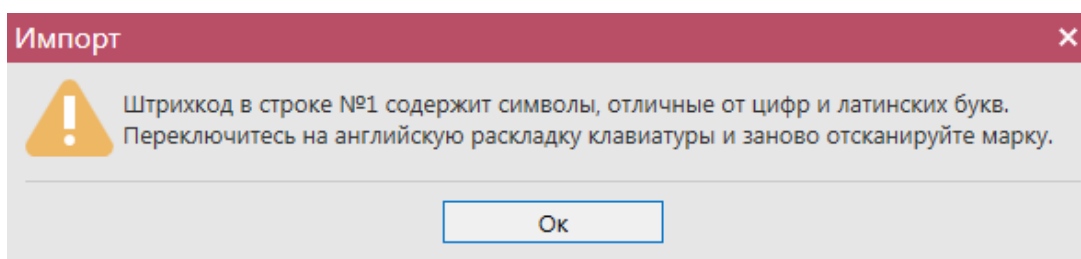 Импорт
Штрихкод в строке №1 содержит символы, отличные от цифр и латинских букв.
Переключитесь на английскую раскладку клавиатуры и заново отсканируйте марку.
Ок